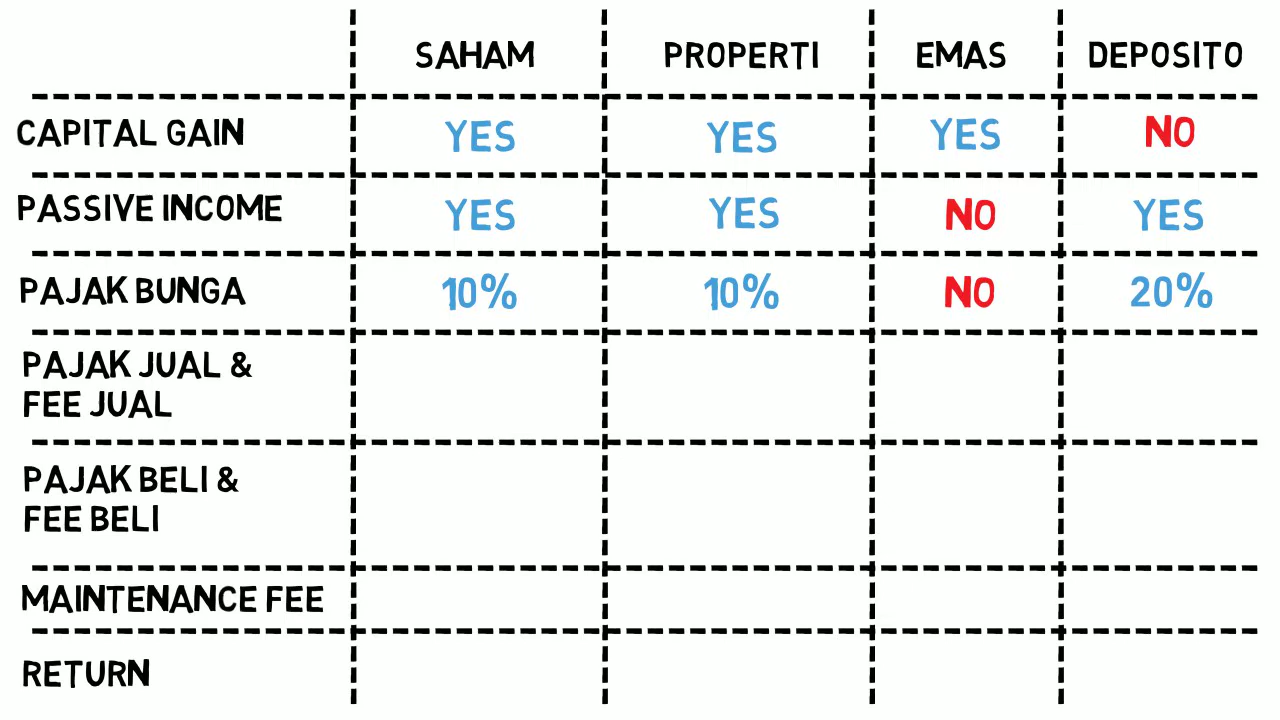 SAHAM PROPERTI EMAS DEPOSITO
CAPITAL GAIN YES YES YES NO
PASSIVE INCOME YES YES NO YES
PAJAK BUNGA 10% 10% NO 20%
PAJAK JUAL &
FEE JUAL
PAJAK BELI &
FEE BELI
MAINTENANCE FEE
RETURN